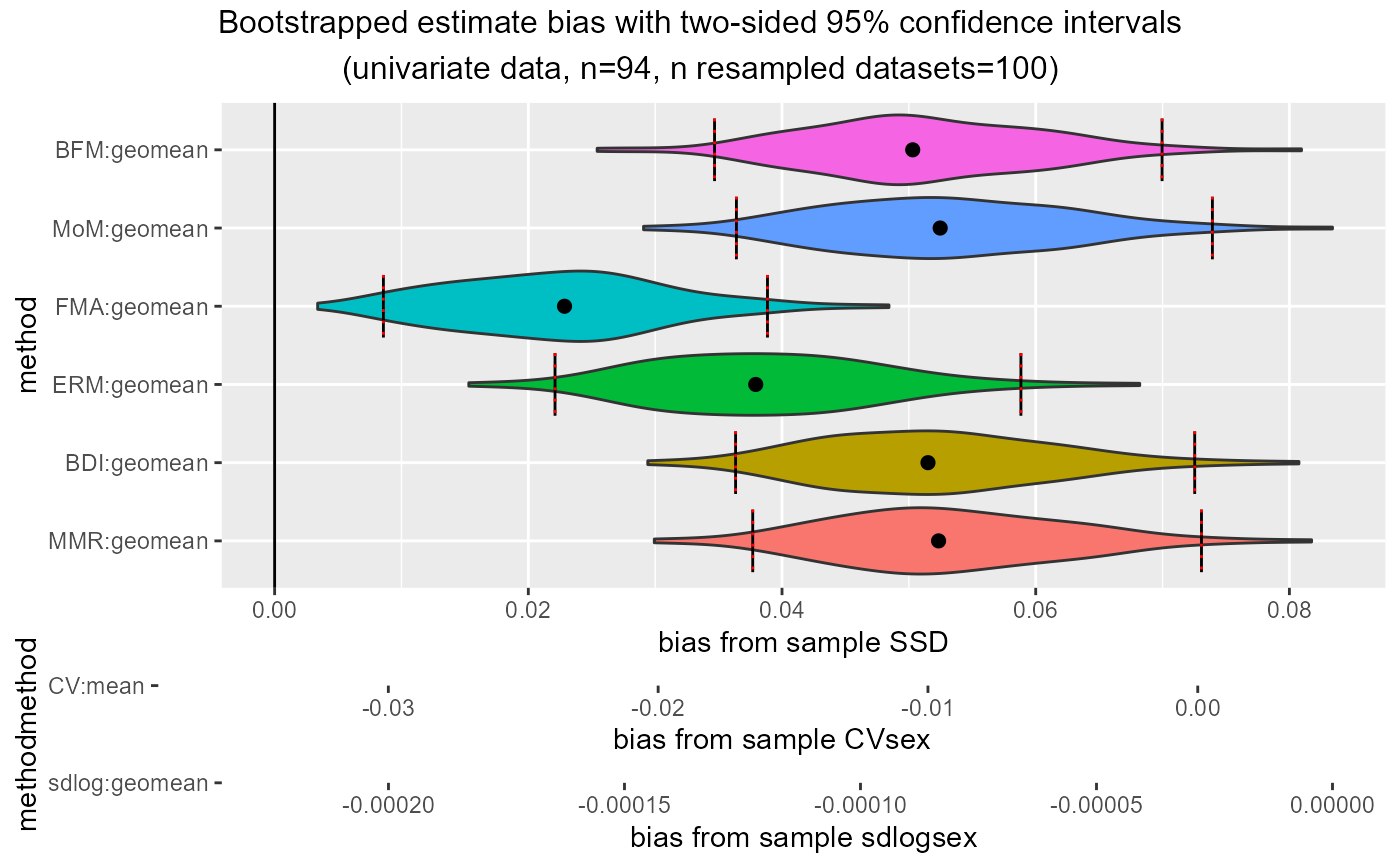 Bootstrapped estimate bias with two-sided 95% confidence intervals
(univariate data, n=94, n resampled datasets=100)
method
BFM:geomean
MoM:geomean
FMA:geomean
ERM:geomean
BDI:geomean
MMR:geomean
0.00 0.02 0.04 0.06 0.08
bias from sample SSD
method
CV:mean
-0.03 -0.02 -0.01 0.00
bias from sample CVsex
method
sdlog:geomean
-0.00020 -0.00015 -0.00010 -0.00005 0.00000
bias from sample sdlogsex